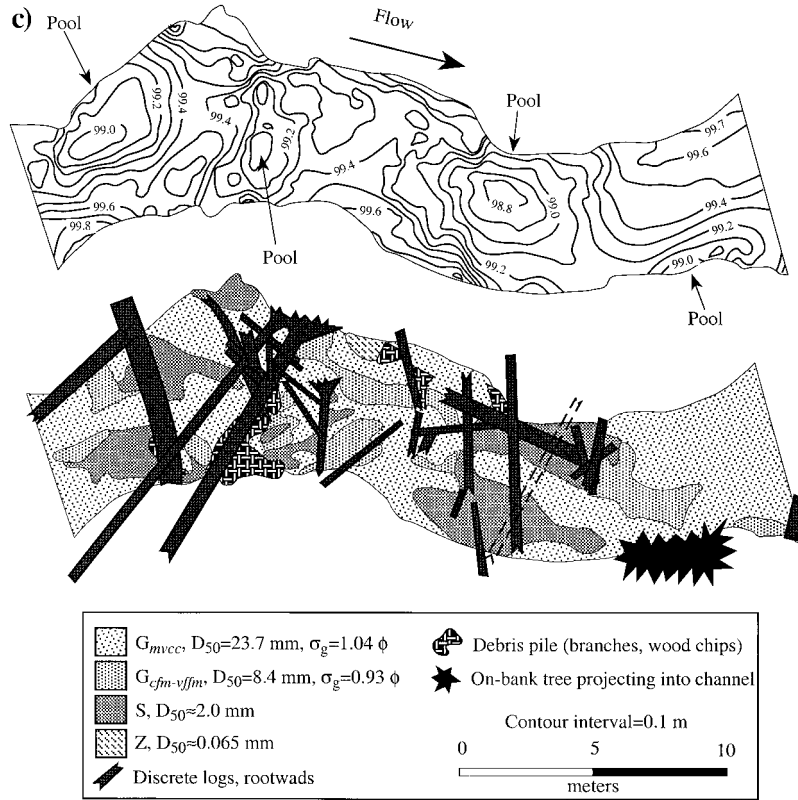 c)
Pool
Flow
Pool
99.2
99.4
99.0
99.4
99.2
99.7
99.6
99.4
98.8
99.0
99.6
99.6
99.4
99.8
99.2
99.2
99.0
Pool
Pool
Gmvcc, D50=23.7 mm, σg=1.04 ϕ
Gcfm-vffm, D50=8.4 mm, σg=0.93 ϕ
S, D50≈2.0 mm
Z, D50≈0.065 mm
Discrete logs, rootwads
Debris pile (branches, wood chips)
On-bank tree projecting into channel
Contour interval=0.1 m
0 5 10
meters